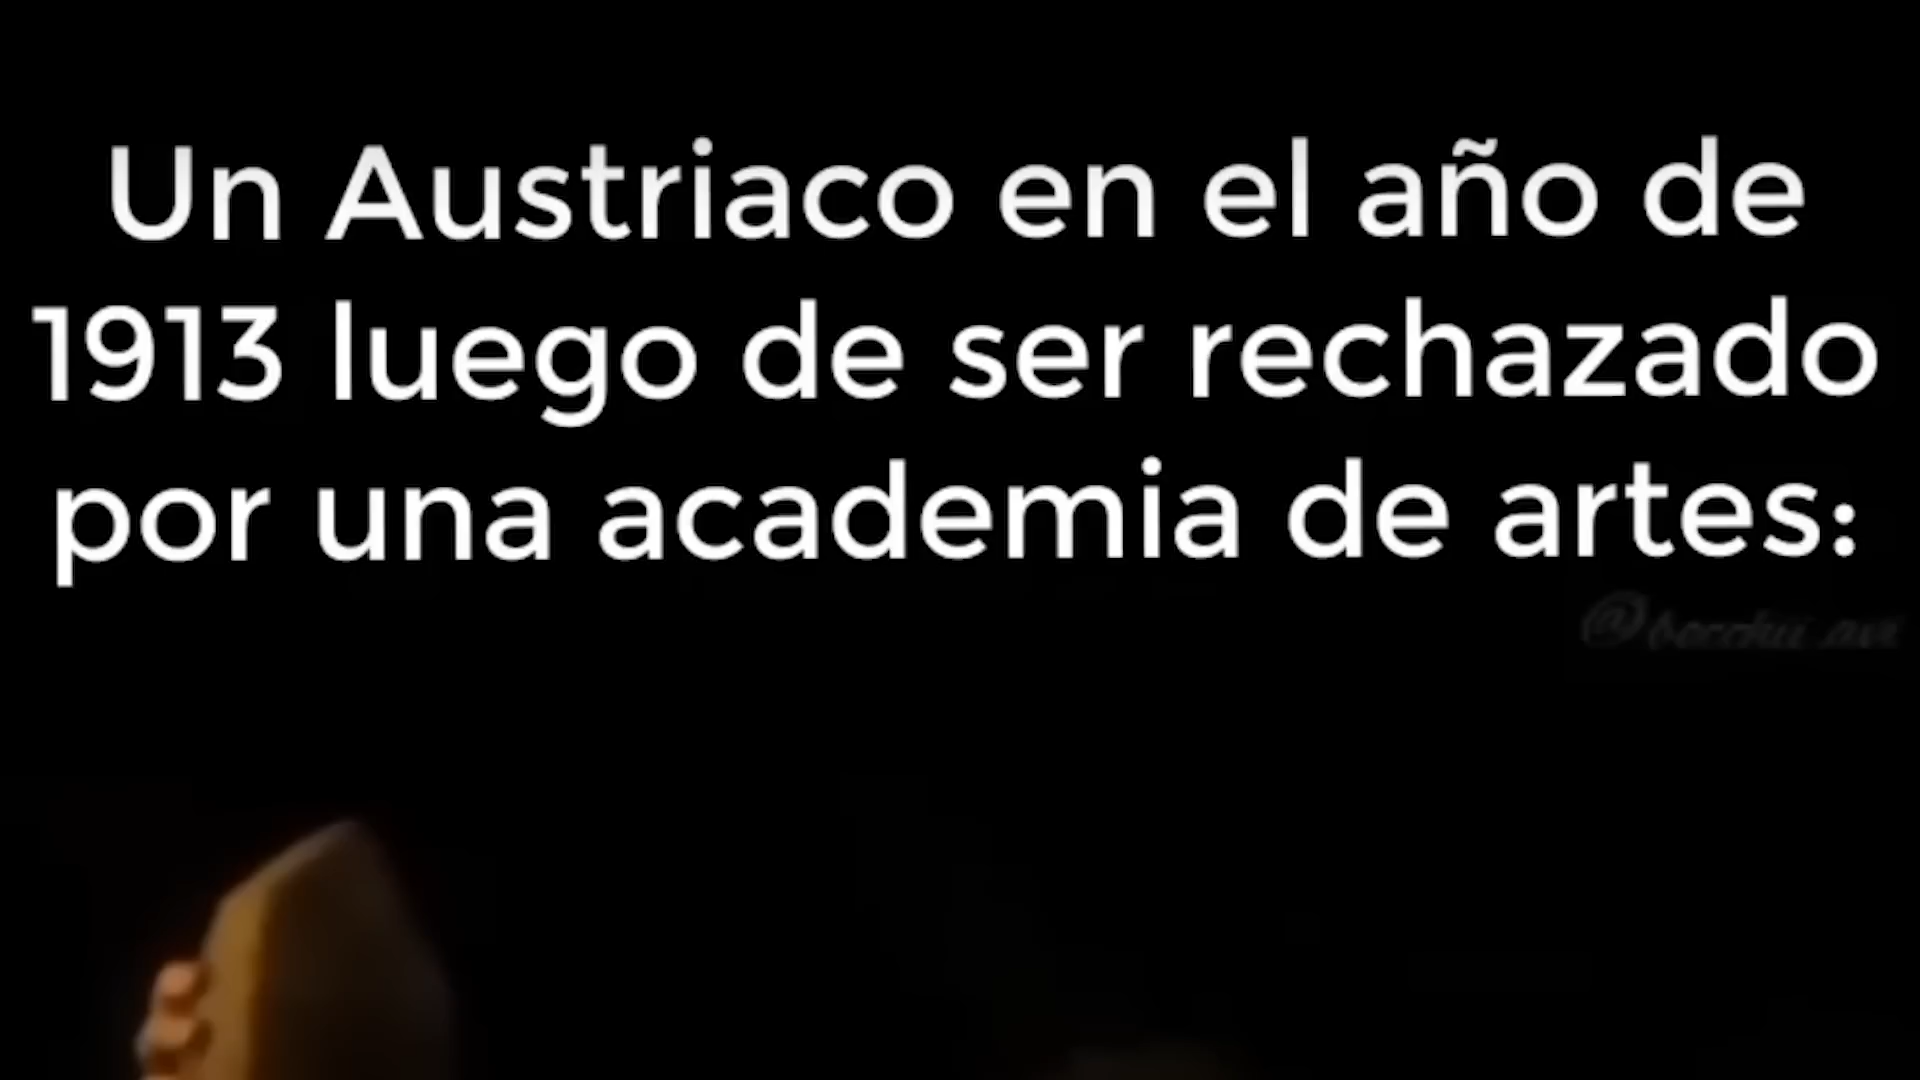 Un Austriaco en el año de
1913 luego de ser rechazado
por una academia de artes: